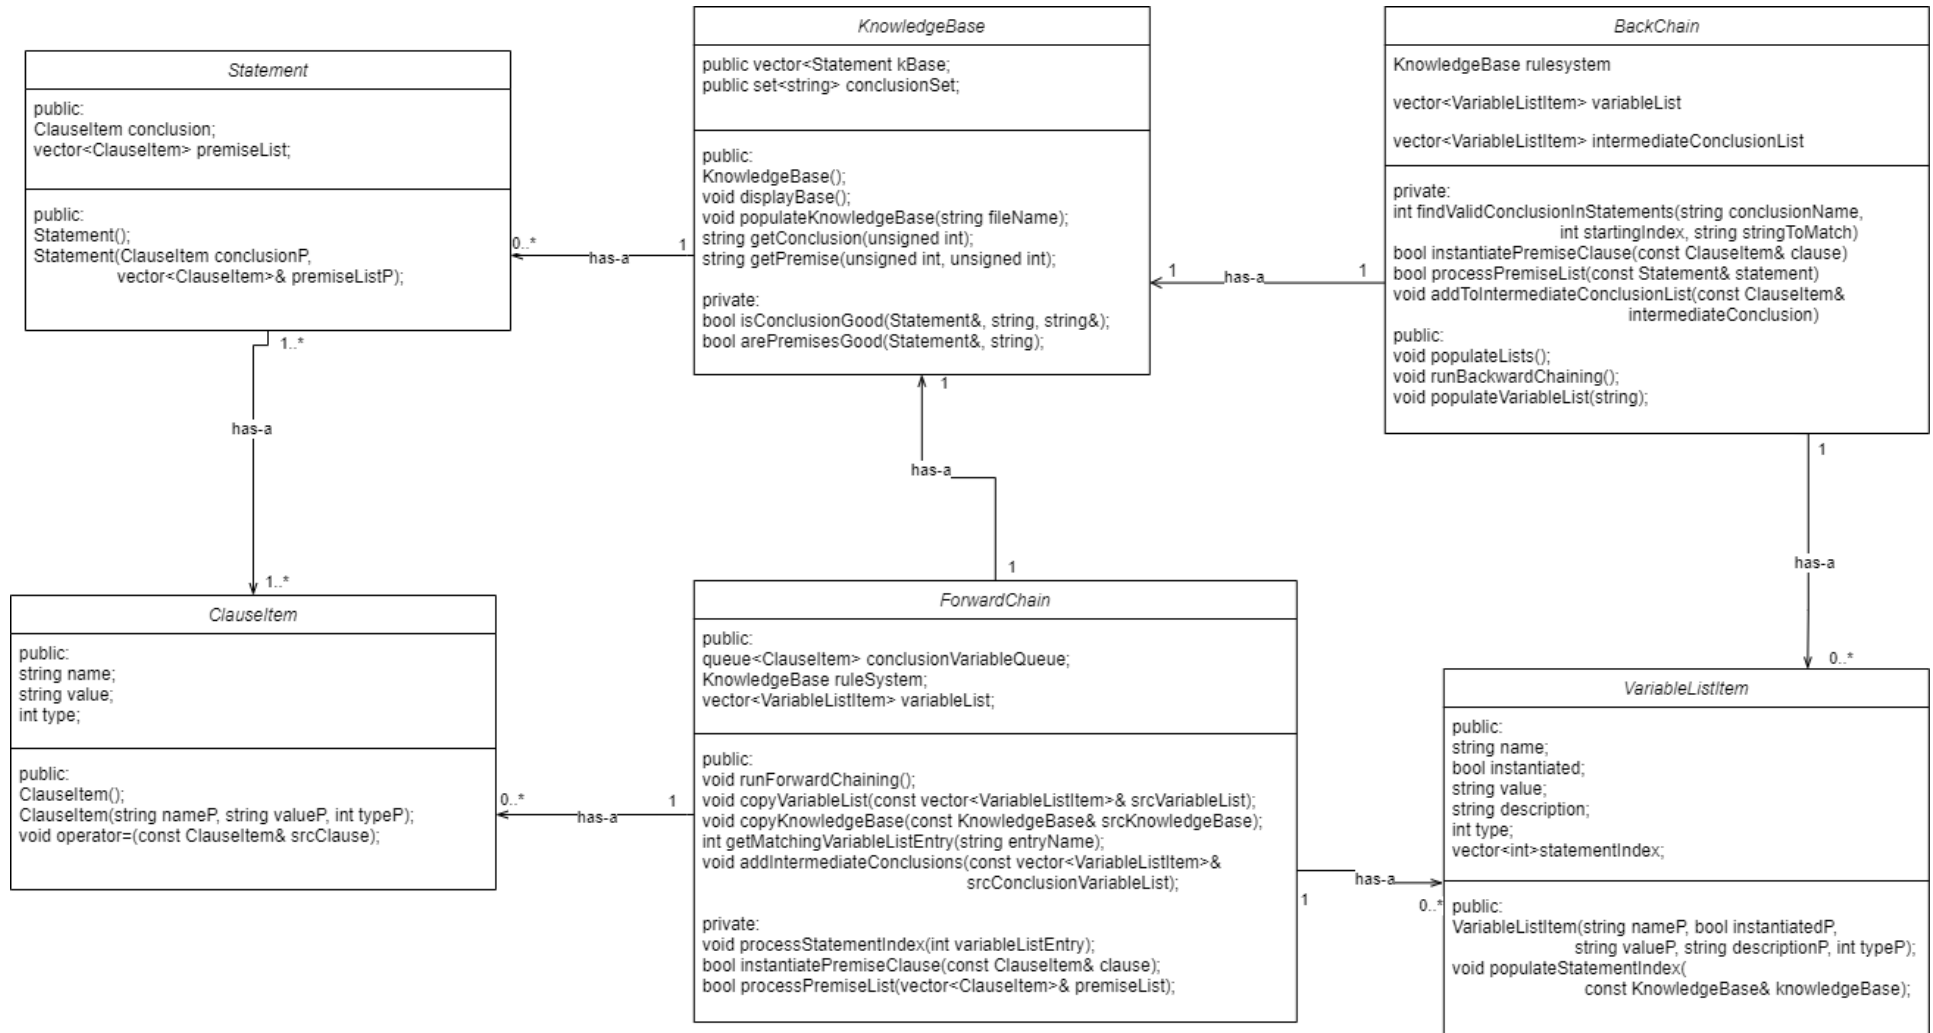 Statement
public:
ClauseItem conclusion;
vector<ClauseItem> premiseList;
public:
Statement();
Statement(ClauseItem conclusionP,
vector<ClauseItem>& premiseListP);
KnowledgeBase
public vector<Statement kBase;
public set<string> conclusionSet;
public:
KnowledgeBase();
void displayBase();
void populateKnowledgeBase(string fileName);
string getConclusion(unsigned int);
string getPremise(unsigned int, unsigned int);
private:
bool isConclusionGood(Statement&, string, string&);
bool arePremisesGood(Statement&, string);
BackChain
KnowledgeBase rulesystem
vector<VariableListItem> variableList
vector<VariableListItem> intermediateConclusionList
private:
int findValidConclusionInStatements(string conclusionName,
int startingIndex, string stringToMatch)
bool instantiatePremiseClause(const ClauseItem& clause)
bool processPremiseList(const Statement& statement)
void addToIntermediateConclusionList(const ClauseItem&
intermediateConclusion)
public:
void populateLists();
void runBackwardChaining();
void populateVariableList(string);
0..*
has-a
1
1
has-a
1
1..*
has-a
1..*
1
has-a
1
1
has-a
0..*
ClauseItem
public:
string name;
string value;
int type;
public:
ClauseItem();
ClauseItem(string nameP, string valueP, int typeP);
void operator=(const ClauseItem& srcClause);
0..*
has-a
1
ForwardChain
public:
queue<ClauseItem> conclusionVariableQueue;
KnowledgeBase ruleSystem;
vector<VariableListItem> variableList;
public:
void runForwardChaining();
void copyVariableList(const vector<VariableListItem>& srcVariableList);
void copyKnowledgeBase(const KnowledgeBase& srcKnowledgeBase);
int getMatchingVariableListEntry(string entryName);
void addIntermediateConclusions(const vector<VariableListItem>&
srcConclusionVariableList);
private:
void processStatementIndex(int variableListEntry);
bool instantiatePremiseClause(const ClauseItem& clause);
bool processPremiseList(vector<ClauseItem>& premiseList);
has-a
1
0..*
VariableListItem
public:
string name;
bool instantiated;
string value;
string description;
int type;
vector<int>statementIndex;
public:
VariableListItem(string nameP, bool instantiatedP,
string valueP, string descriptionP, int typeP);
void populateStatementIndex(
const KnowledgeBase& knowledgeBase);